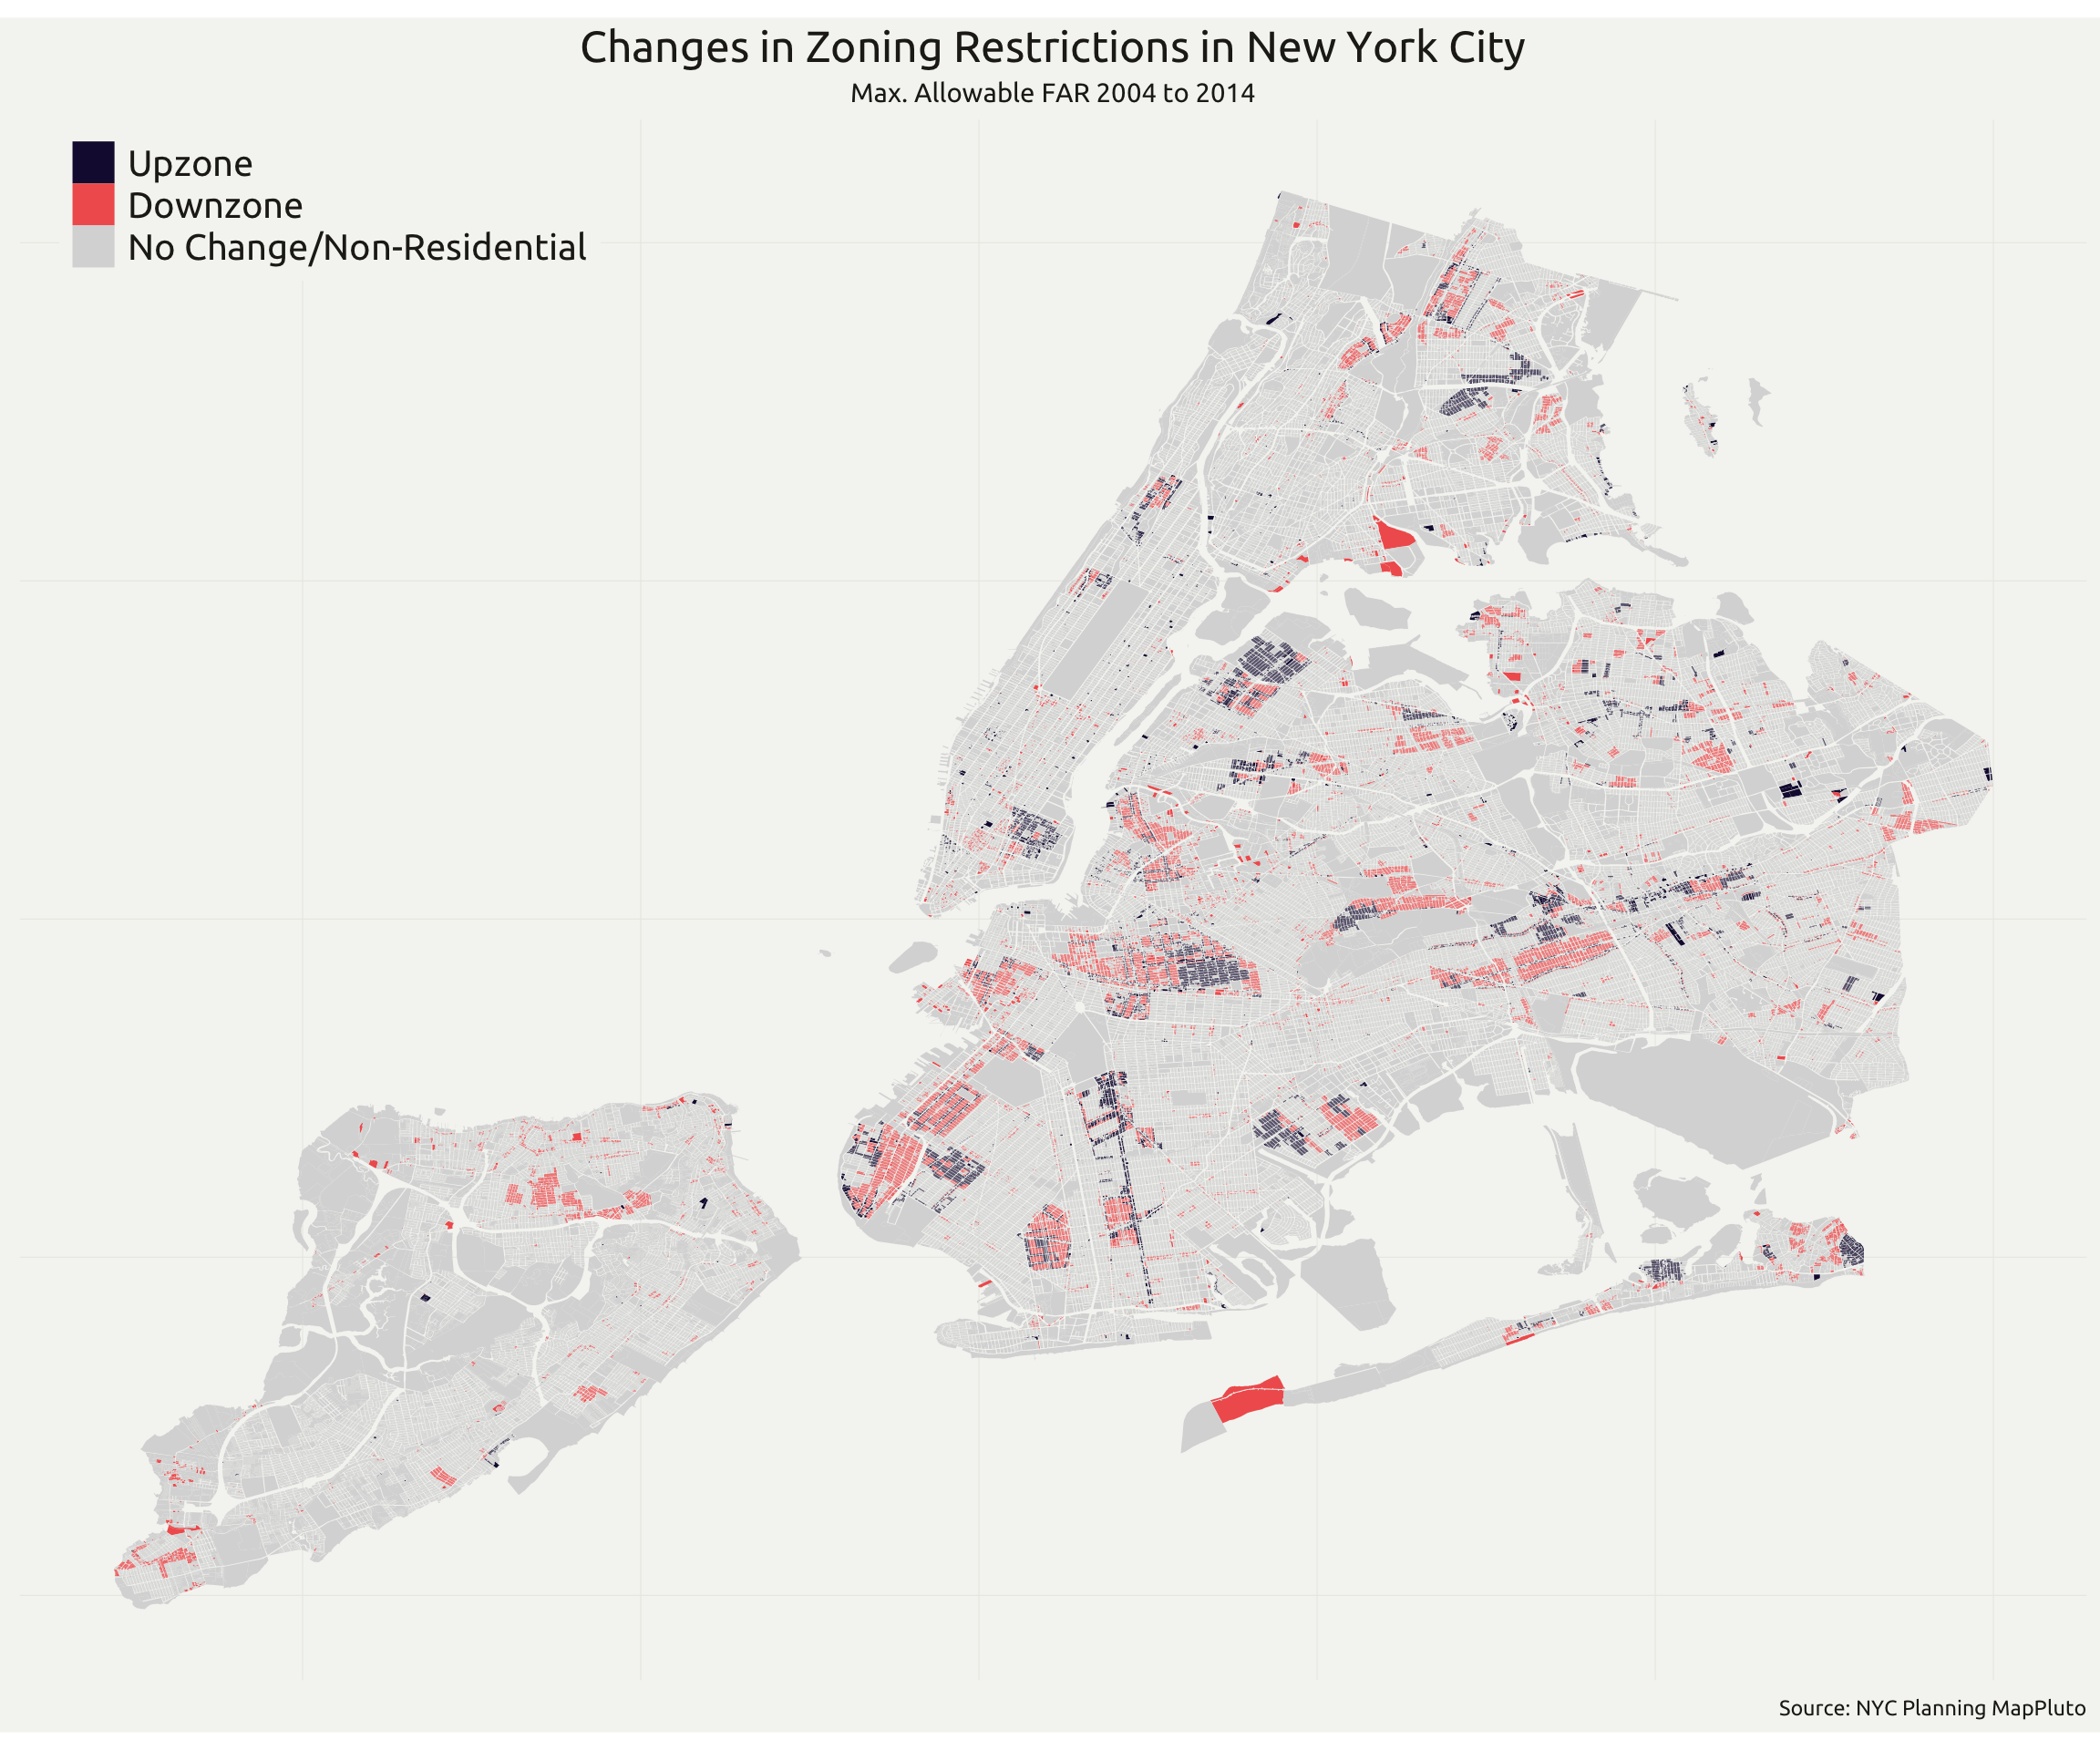 Changes in Zoning Restrictions in New York City
Max. Allowable FAR 2004 to 2014
Upzone
Downzone
No Change/Non-Residential
Source: NYC Planning MapPluto